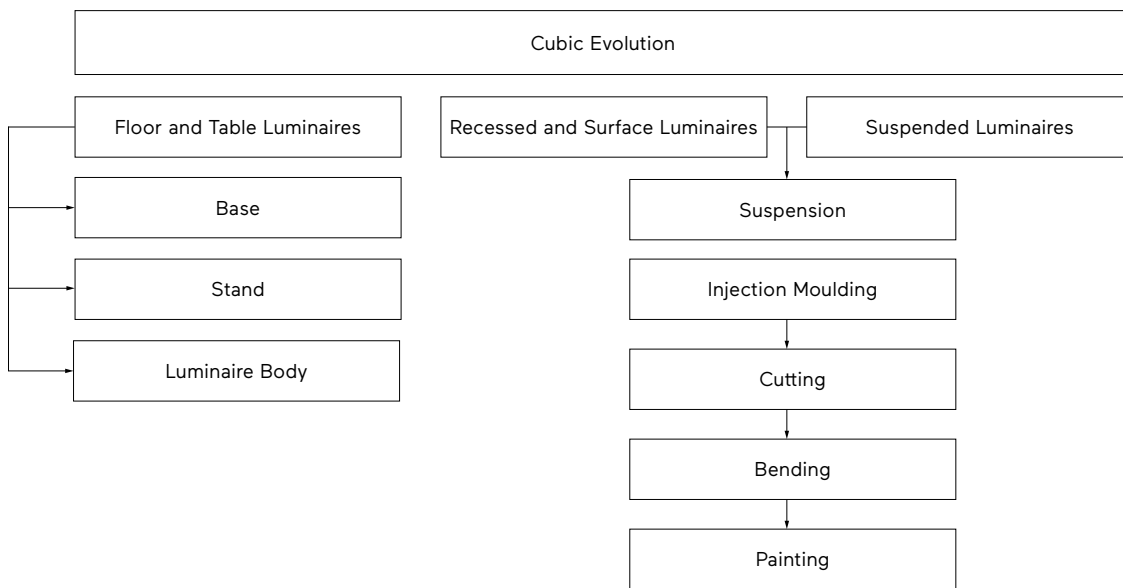 Cubic Evolution
Floor and Table Luminaires
Recessed and Surface Luminaires
Suspended Luminaires
Base
Suspension
Stand
Injection Moulding
Luminaire Body
Cutting
Bending
Painting